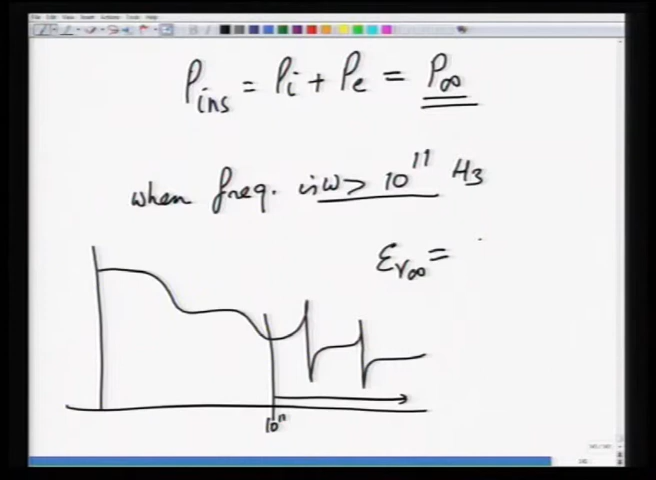 P_ins = P_i + P_e = P_∞
when freq. is ω > 10^11 Hz
ε_r∞ =
10^11